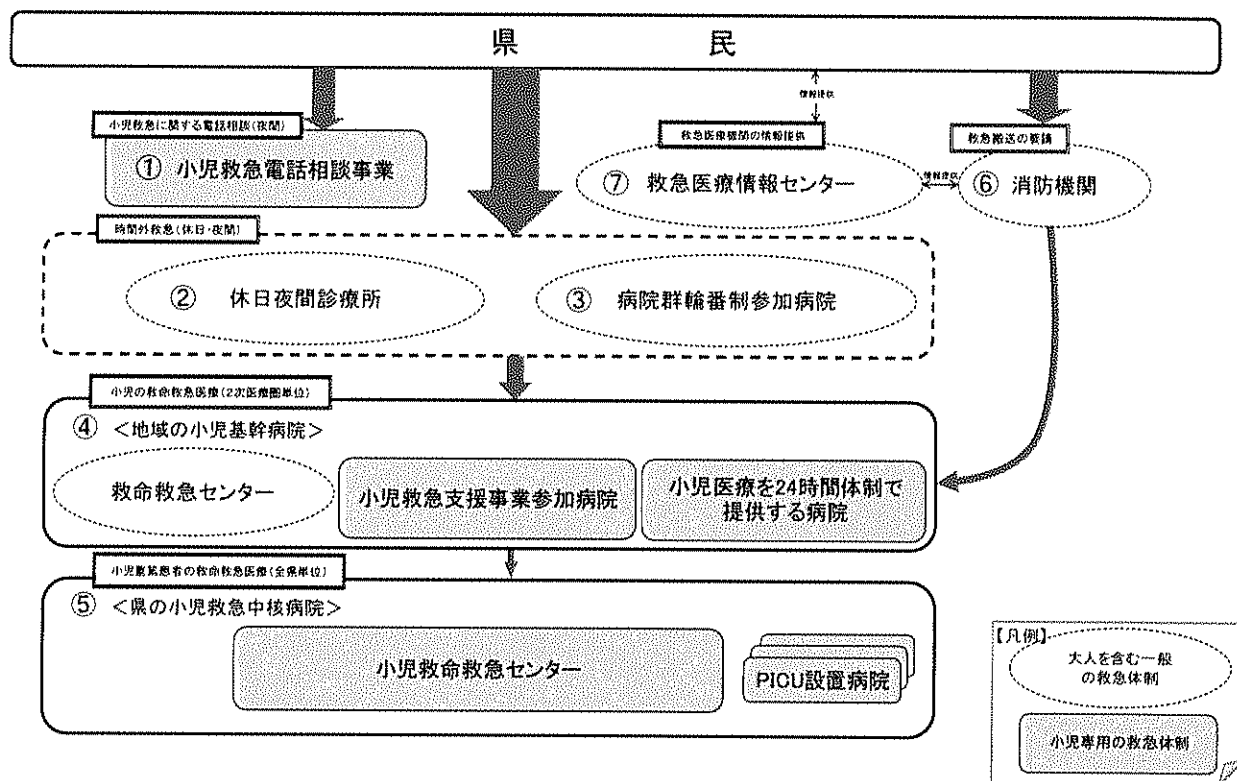 県 民
情報提供
小児救急に関する電話相談(夜間)
救急医療機関の情報提供
救急搬送の要請
① 小児救急電話相談事業
⑦ 救急医療情報センター
情報提供
⑥ 消防機関
時間外救急(休日・夜間)
② 休日夜間診療所
③ 病院群輪番制参加病院
小児の救命救急医療(2次医療圏単位)
④ <地域の小児基幹病院>
救命救急センター
小児救急支援事業参加病院
小児医療を24時間体制で
提供する病院
小児重篤患者の救命救急医療(全県単位)
⑤ <県の小児救急中核病院>
小児救命救急センター
PICU設置病院
【凡例】
大人を含む一般
の救急体制
小児専用の救急体制